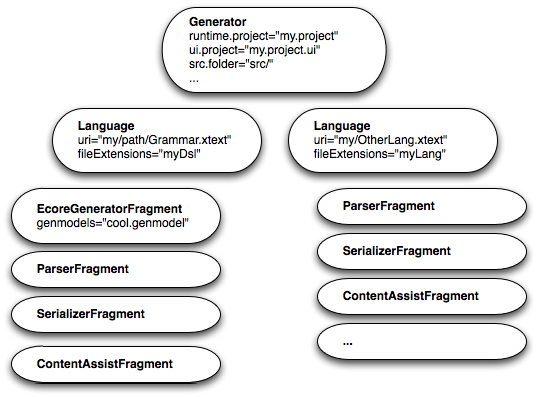 Generator
runtime.project="my.project"
ui.project="my.project.ui"
src.folder="src/"
...
Language
uri="my/path/Grammar.xtext"
fileExtensions="myDsl"
Language
uri="my/OtherLang.xtext"
fileExtensions="myLang"
EcoreGeneratorFragment
genmodels="cool.genmodel"
ParserFragment
SerializerFragment
ContentAssistFragment
ParserFragment
SerializerFragment
ContentAssistFragment
...